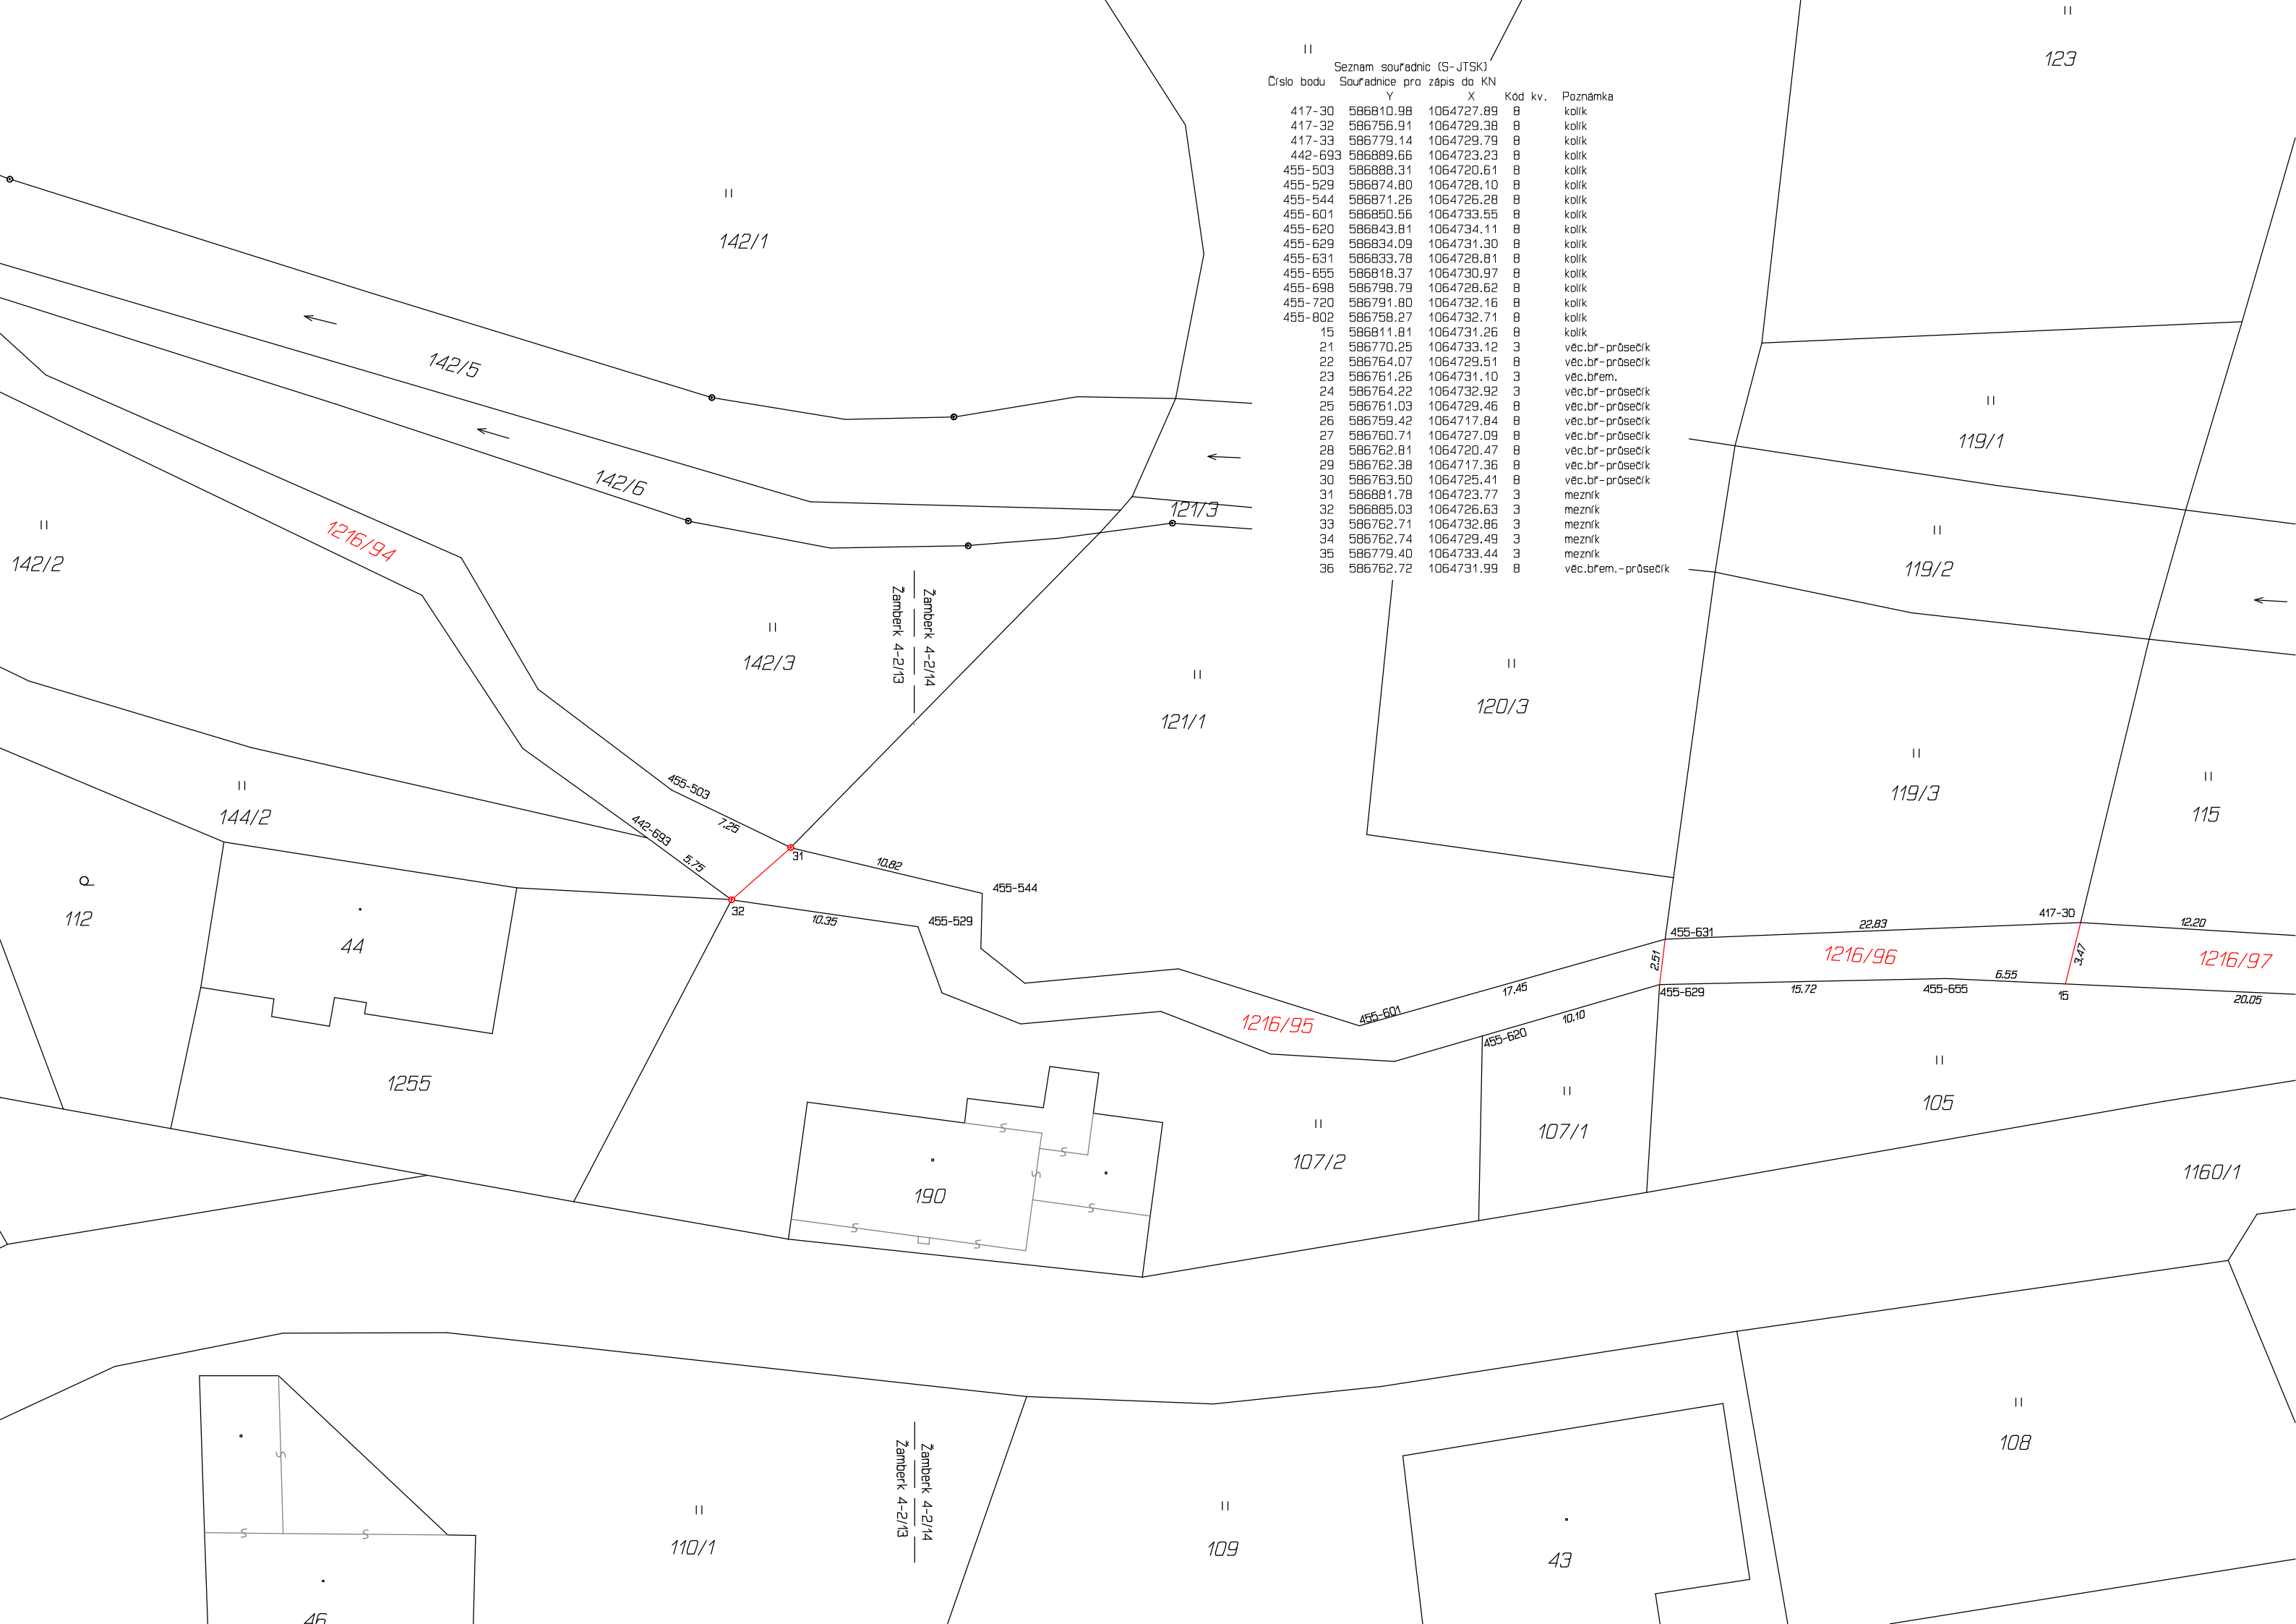 123
Seznam souřadnic (S-JTSK)
Číslo bodu Souřadnice pro zápis do KN
Y X Kód kv. Poznámka
417-30 586810.98 1064727.89 8 kolík
417-32 586756.91 1064729.38 8 kolík
417-33 586779.14 1064729.79 8 kolík
442-693 586889.66 1064723.23 8 kolík
455-503 586888.31 1064720.61 8 kolík
455-529 586874.80 1064728.10 8 kolík
455-544 586871.26 1064726.28 8 kolík
455-601 586850.56 1064733.55 8 kolík
455-620 586843.81 1064734.11 8 kolík
455-629 586834.09 1064731.30 8 kolík
455-631 586833.78 1064728.81 8 kolík
455-655 586818.37 1064730.97 8 kolík
455-698 586798.79 1064728.62 8 kolík
455-720 586791.80 1064732.16 8 kolík
455-802 586758.27 1064732.71 8 kolík
15 586811.81 1064731.26 8 kolík
21 586770.25 1064733.12 3 věc.bř-průsečík
22 586764.07 1064729.51 8 věc.bř-průsečík
23 586761.26 1064731.10 3 věc.břem.
24 586764.22 1064732.92 3 věc.bř-průsečík
25 586761.03 1064729.46 8 věc.bř-průsečík
26 586759.42 1064717.84 8 věc.bř-průsečík
27 586760.71 1064727.09 8 věc.bř-průsečík
28 586762.81 1064720.47 8 věc.bř-průsečík
29 586762.38 1064717.36 8 věc.bř-průsečík
30 586763.50 1064725.41 8 věc.bř-průsečík
31 586881.78 1064723.77 3 mezník
32 586885.03 1064726.63 3 mezník
33 586762.71 1064732.86 3 mezník
34 586762.74 1064729.49 3 mezník
35 586779.40 1064733.44 3 mezník
36 586762.72 1064731.99 8 věc.břem.-průsečík
142/1
142/5
142/6
119/1
121/3
1216/94
142/2
119/2
Žamberk 4-2/13
Žamberk 4-2/14
142/3
120/3
121/1
455-503
119/3
115
144/2
442-693
7.25
5.75
31
10.82
455-544
112
32
10.35
455-529
44
455-631
22.83
417-30
12.20
2.51
1216/96
3.47
1216/97
17.45
455-629
15.72
455-655
6.55
15
20.05
1216/95
455-601
10.10
455-620
1255
105
107/1
107/2
1160/1
190
108
Žamberk 4-2/13
Žamberk 4-2/14
110/1
109
43
46